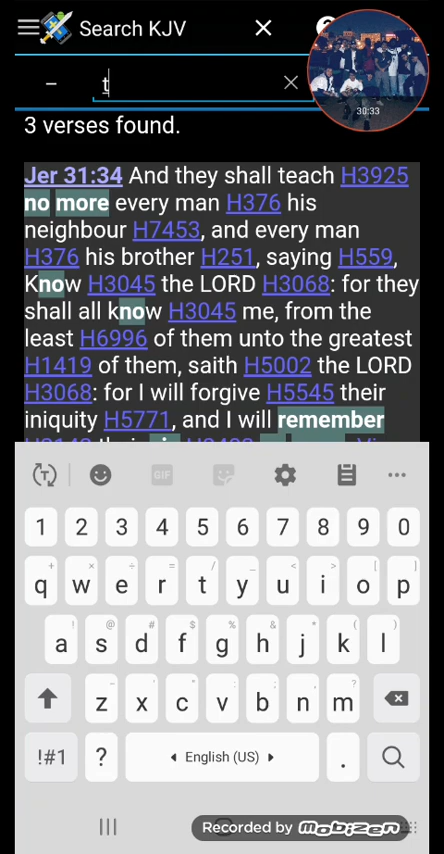 Search KJV
t
30:33
3 verses found.
Jer 31:34 And they shall teach H3925
no more every man H376 his
neighbour H7453, and every man
H376 his brother H251, saying H559,
Know H3045 the LORD H3068: for they
shall all know H3045 me, from the
least H6996 of them unto the greatest
H1419 of them, saith H5002 the LORD
H3068: for I will forgive H5545 their
iniquity H5771, and I will remember
T GIF
1 2 3 4 5 6 7 8 9 0
q w e r t y u i o p
a s d f g h j k l
z x c v b n m
!#1 ? English (US) .
Recorded by Mobizen